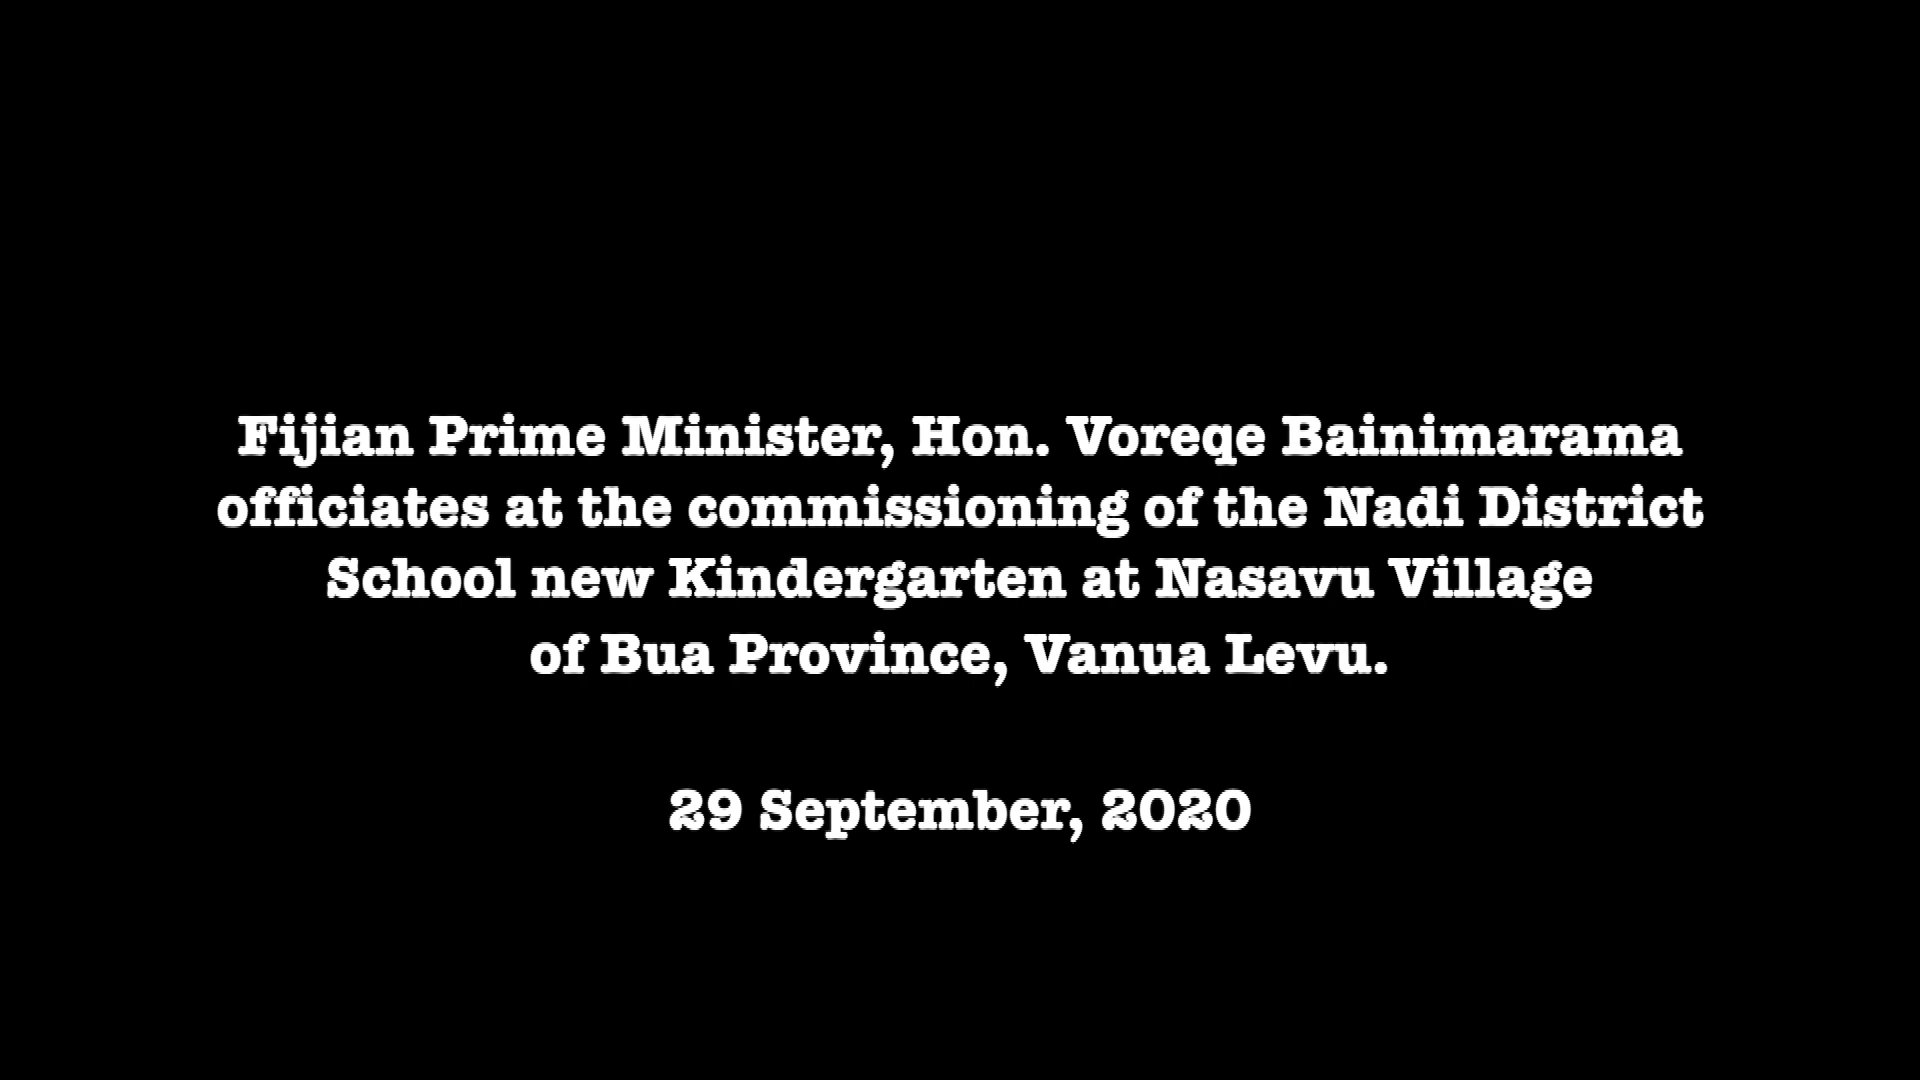 Fijian Prime Minister, Hon. Voreqe Bainimarama
officiates at the commissioning of the Nadi District
School new Kindergarten at Nasavu Village
of Bua Province, Vanua Levu.
29 September, 2020